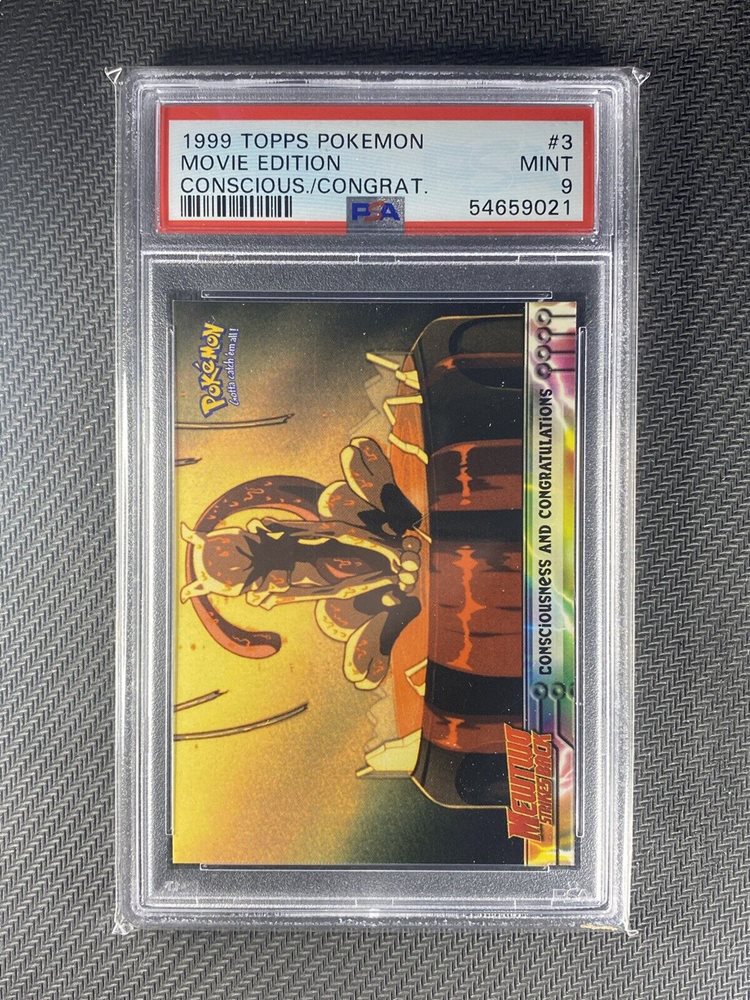 1999 TOPPS POKEMON #3
MOVIE EDITION MINT
CONSCIOUS./CONGRAT. 9
PSA 54659021
POKéMON
Gotta catch 'em all!
CONSCIOUSNESS AND CONGRATULATIONS
MEWTWO
STRIKES BACK
PSA